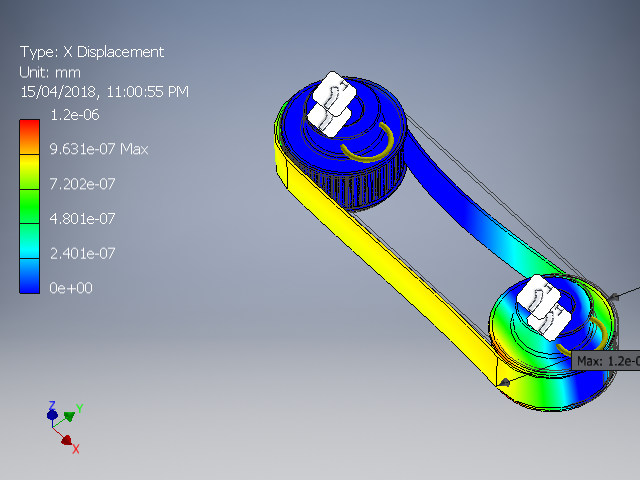 Type: X Displacement
Unit: mm
15/04/2018, 11:00:55 PM
1.2e-06
9.631e-07 Max
7.202e-07
4.801e-07
2.401e-07
0e+00
Max: 1.2e-0
Z
Y
X